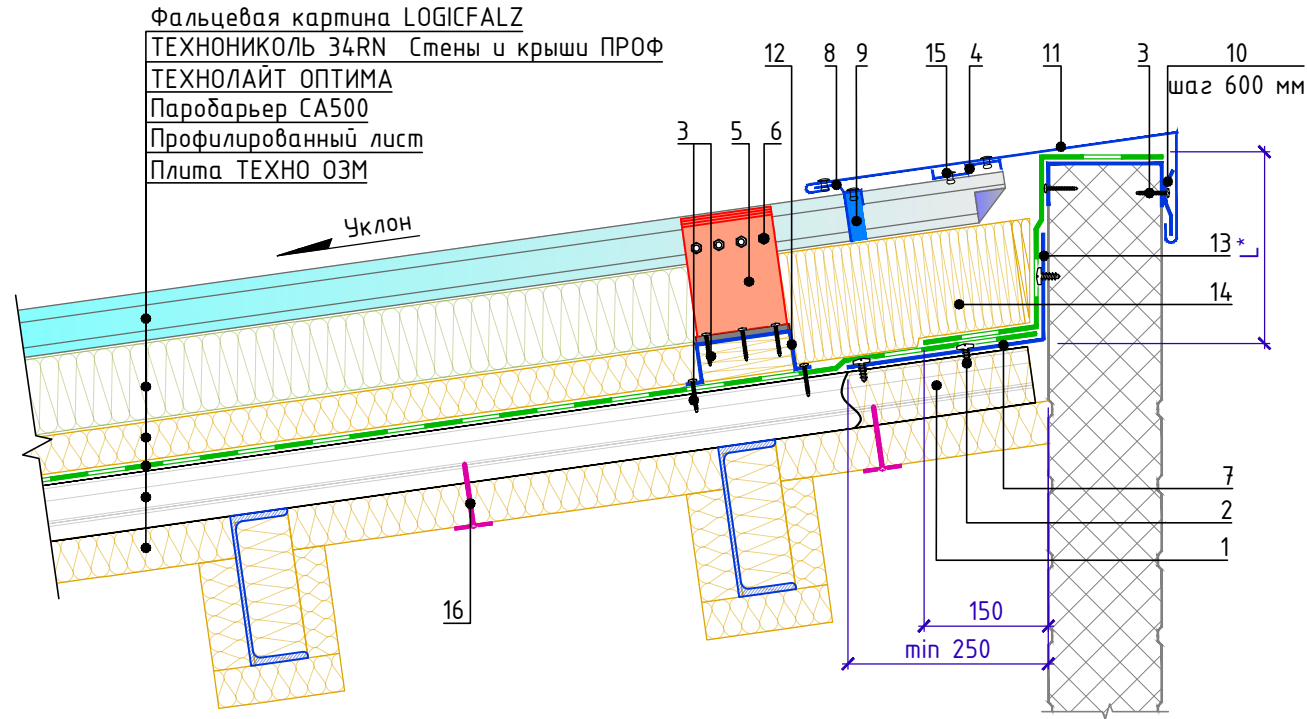 Фальцевая картина LOGICFALZ
ТЕХНОНИКОЛЬ 34RN Стены и крыши ПРОФ
ТЕХНОЛАЙТ ОПТИМА
Паробарьер СА500
Профилированный лист
Плита ТЕХНО ОЗМ
12 8 9 15 4 11 3 10
шаг 600 мм
3 5 6
Уклон
13
L*
14
7
2
1
16
150
min 250